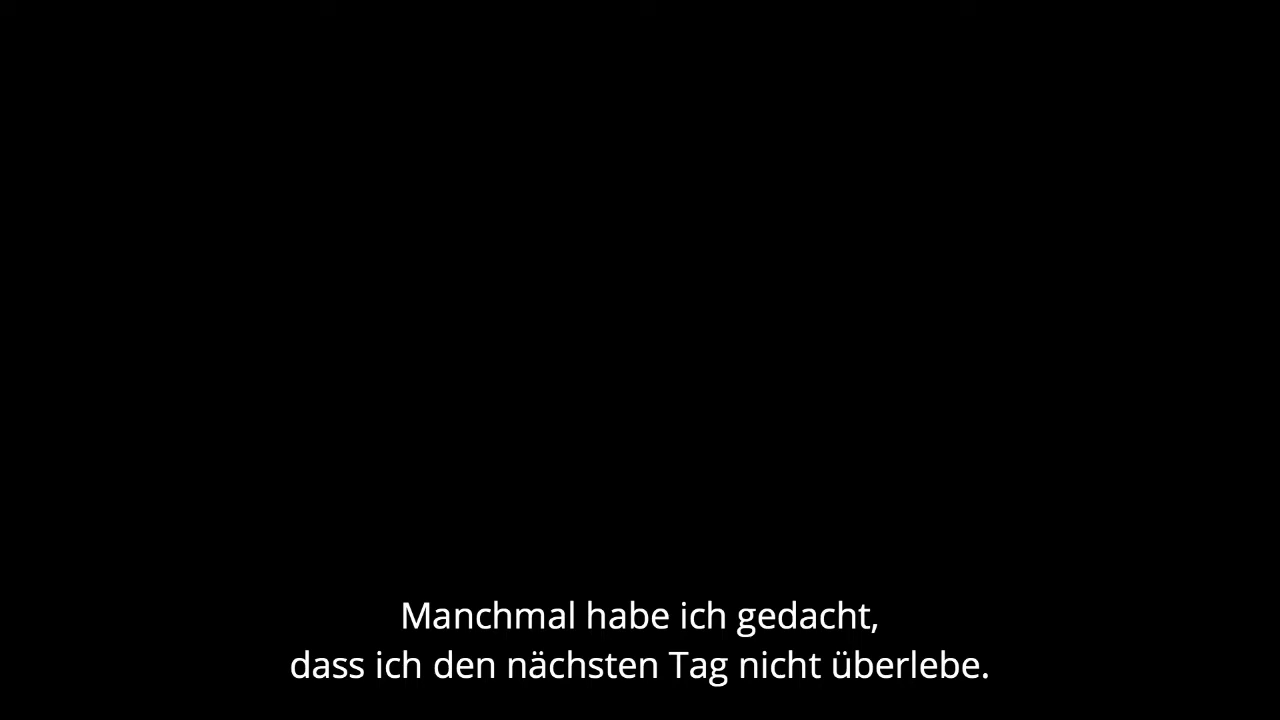 Manchmal habe ich gedacht,
dass ich den nächsten Tag nicht überlebe.